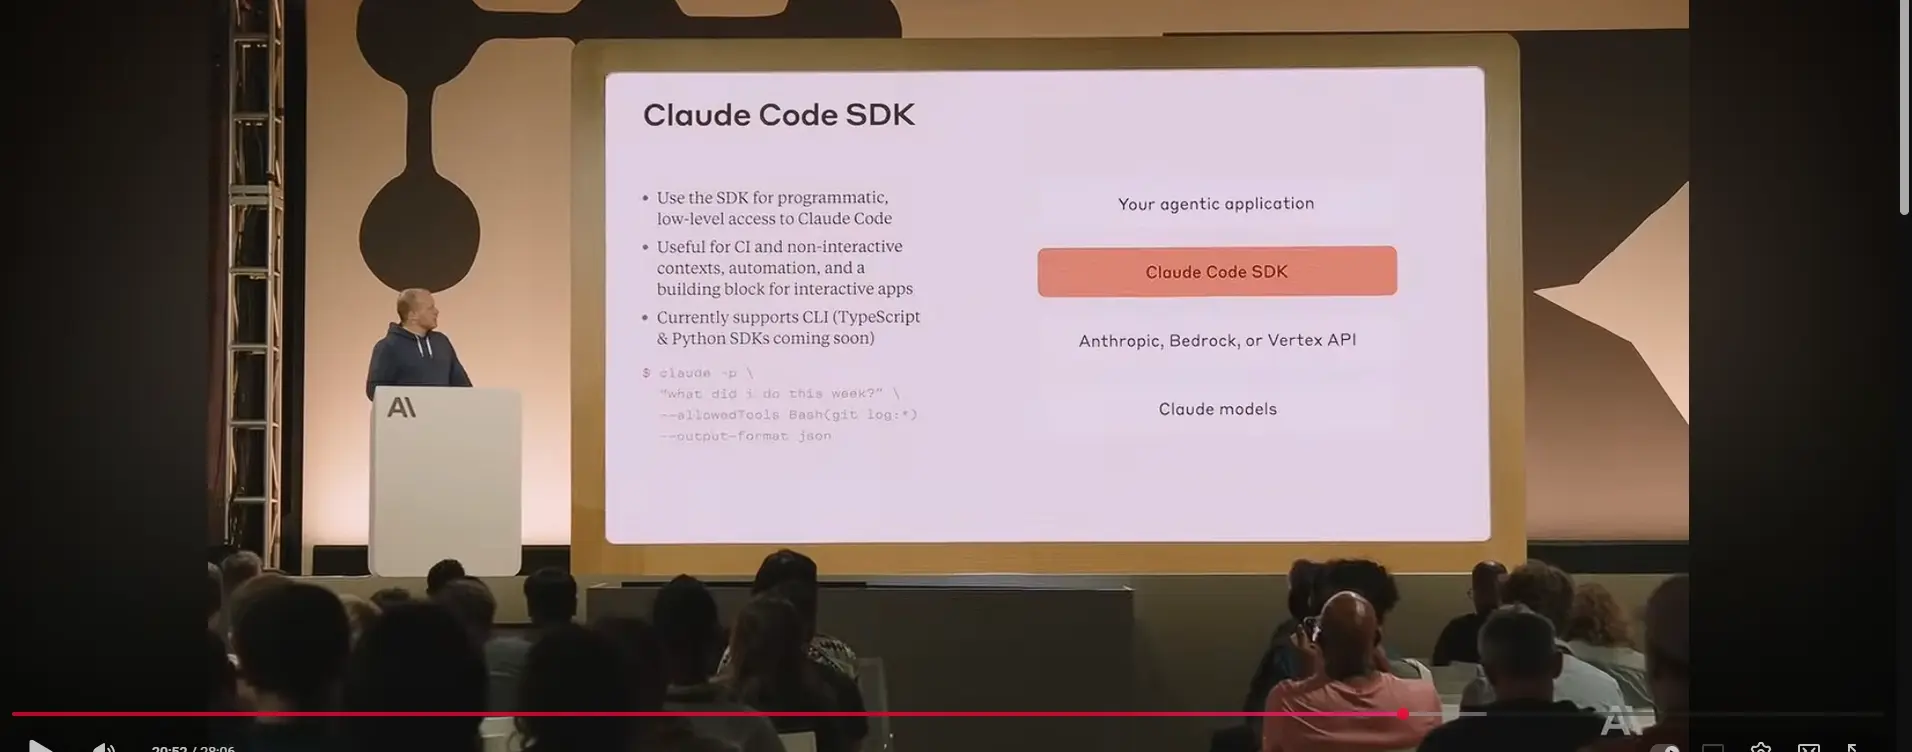 Claude Code SDK
• Use the SDK for programmatic,
low-level access to Claude Code
• Useful for CI and non-interactive
contexts, automation, and a
building block for interactive apps
• Currently supports CLI (TypeScript
& Python SDKs coming soon)
$ claude -p \
"what did i do this week?" \
--allowedTools Bash(git log:*)
--output-format json
Your agentic application
Claude Code SDK
Anthropic, Bedrock, or Vertex API
Claude models
A\
A\
20:52 / 28:06